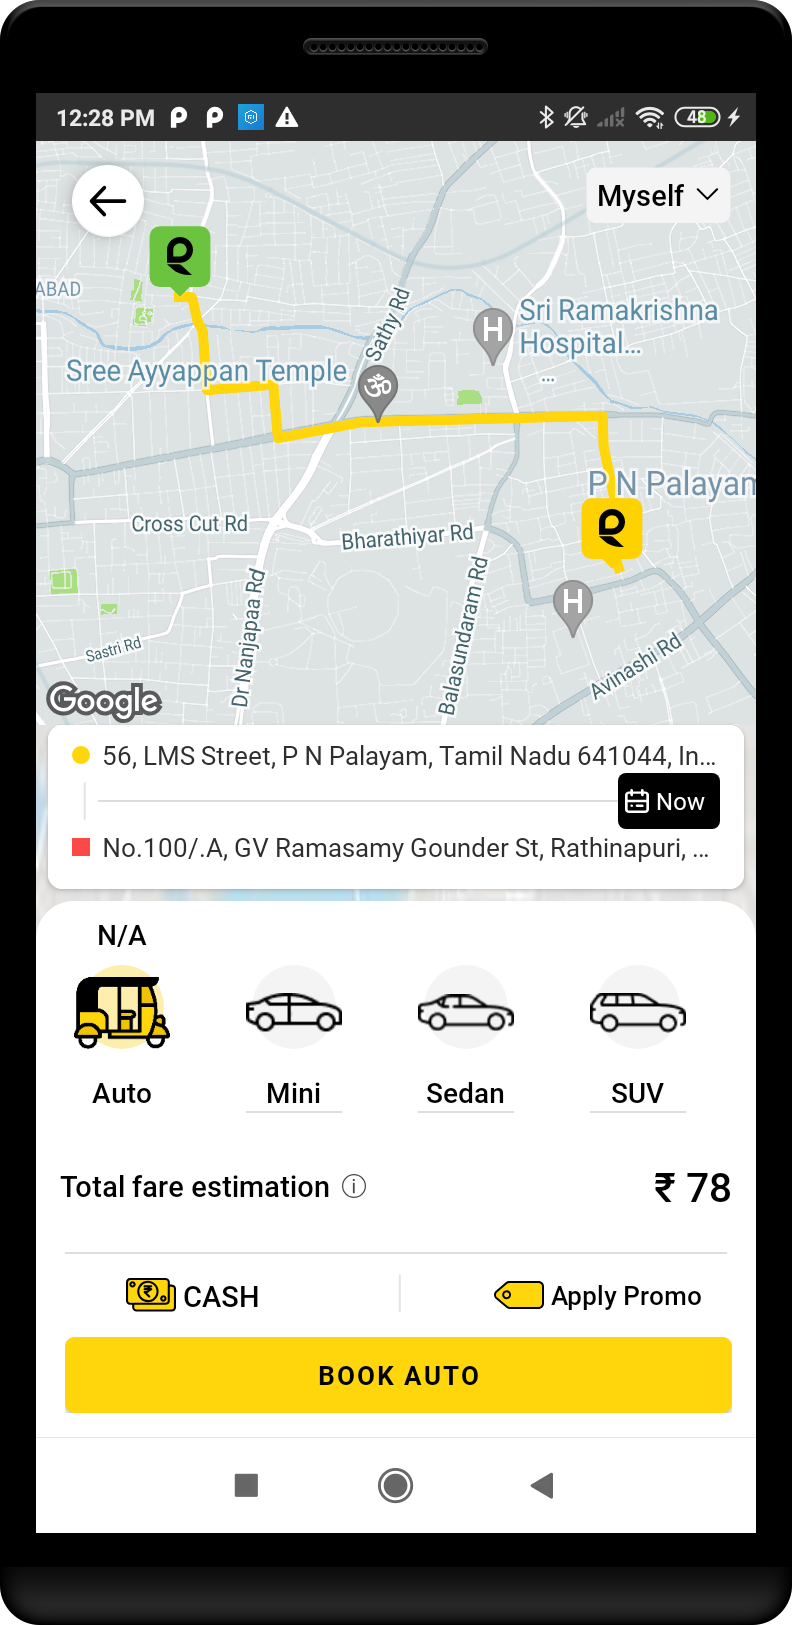 12:28 PM
48
Myself
ABAD
Sathy Rd
H
Sri Ramakrishna
Hospital...
...
Sree Ayyappan Temple
ॐ
P N Palayam
Cross Cut Rd
Bharathiyar Rd
H
Dr Nanjapaa Rd
Balasundaram Rd
Sastri Rd
Avinashi Rd
Google
56, LMS Street, P N Palayam, Tamil Nadu 641044, In...
Now
No.100/.A, GV Ramasamy Gounder St, Rathinapuri, ...
N/A
Auto
Mini
Sedan
SUV
Total fare estimation
₹ 78
CASH
Apply Promo
BOOK AUTO